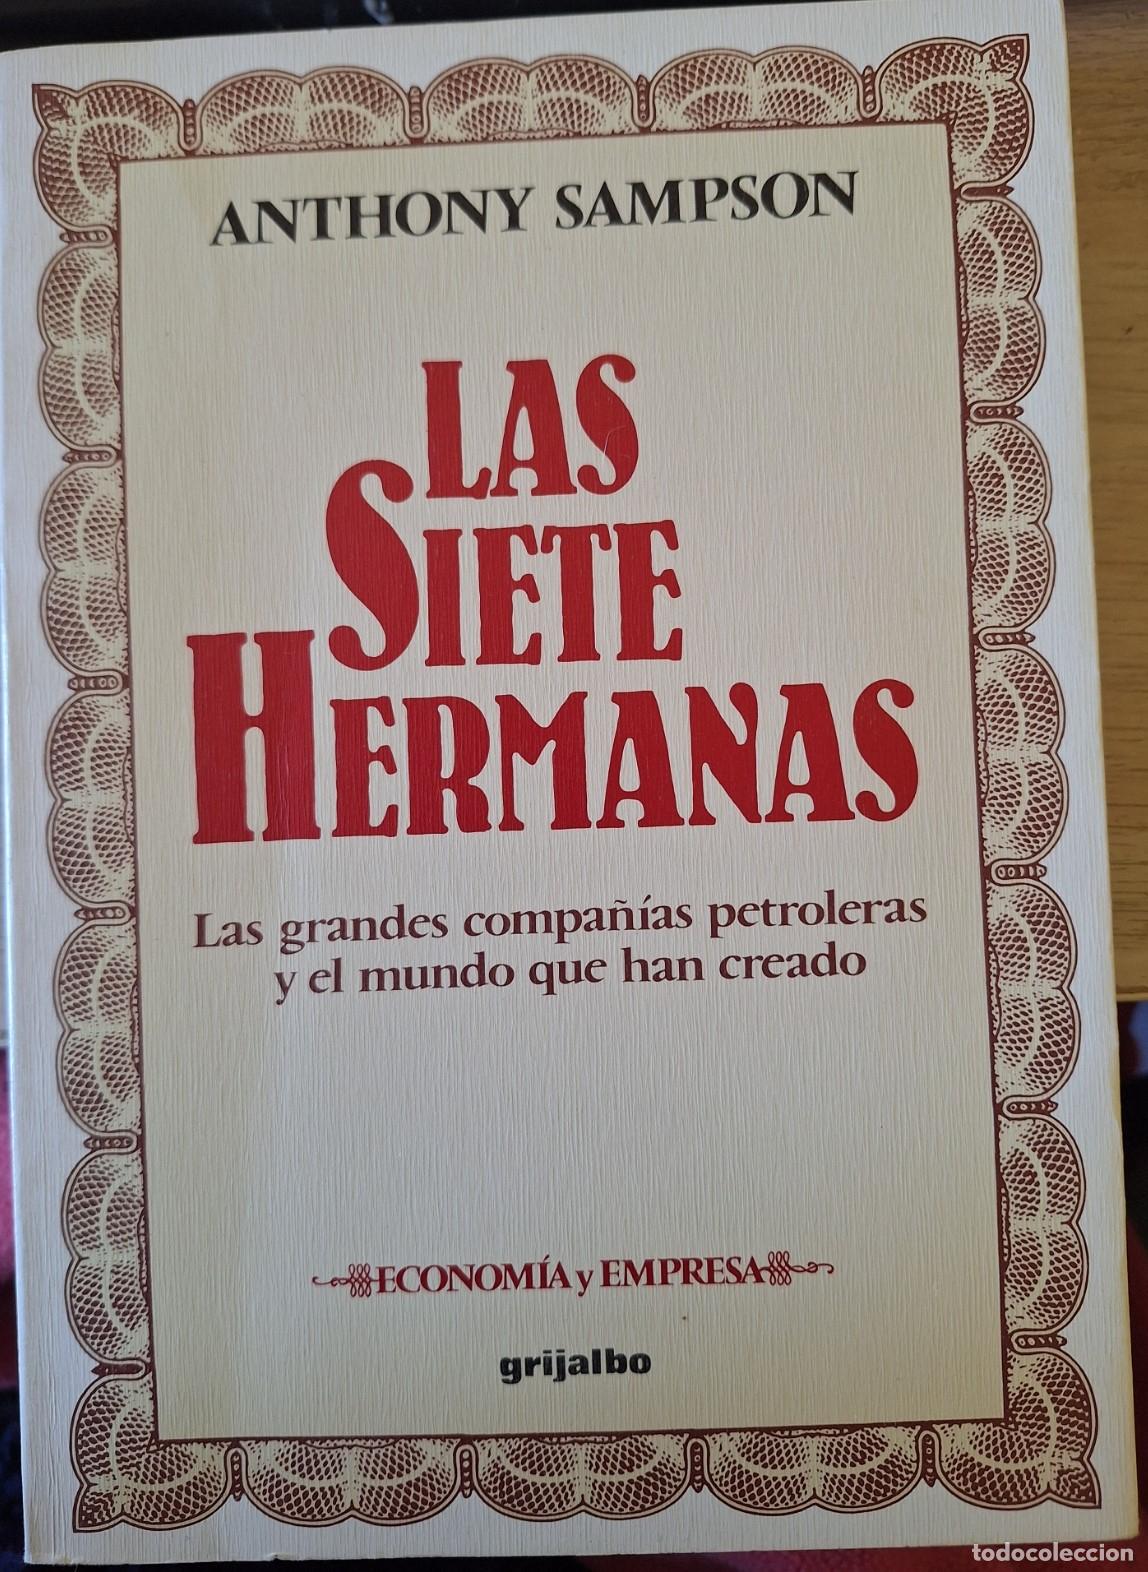 ANTHONY SAMPSON
LAS
SIETE
HERMANAS
Las grandes compañías petroleras
y el mundo que han creado
ECONOMÍA y EMPRESA
grijalbo
todocoleccion